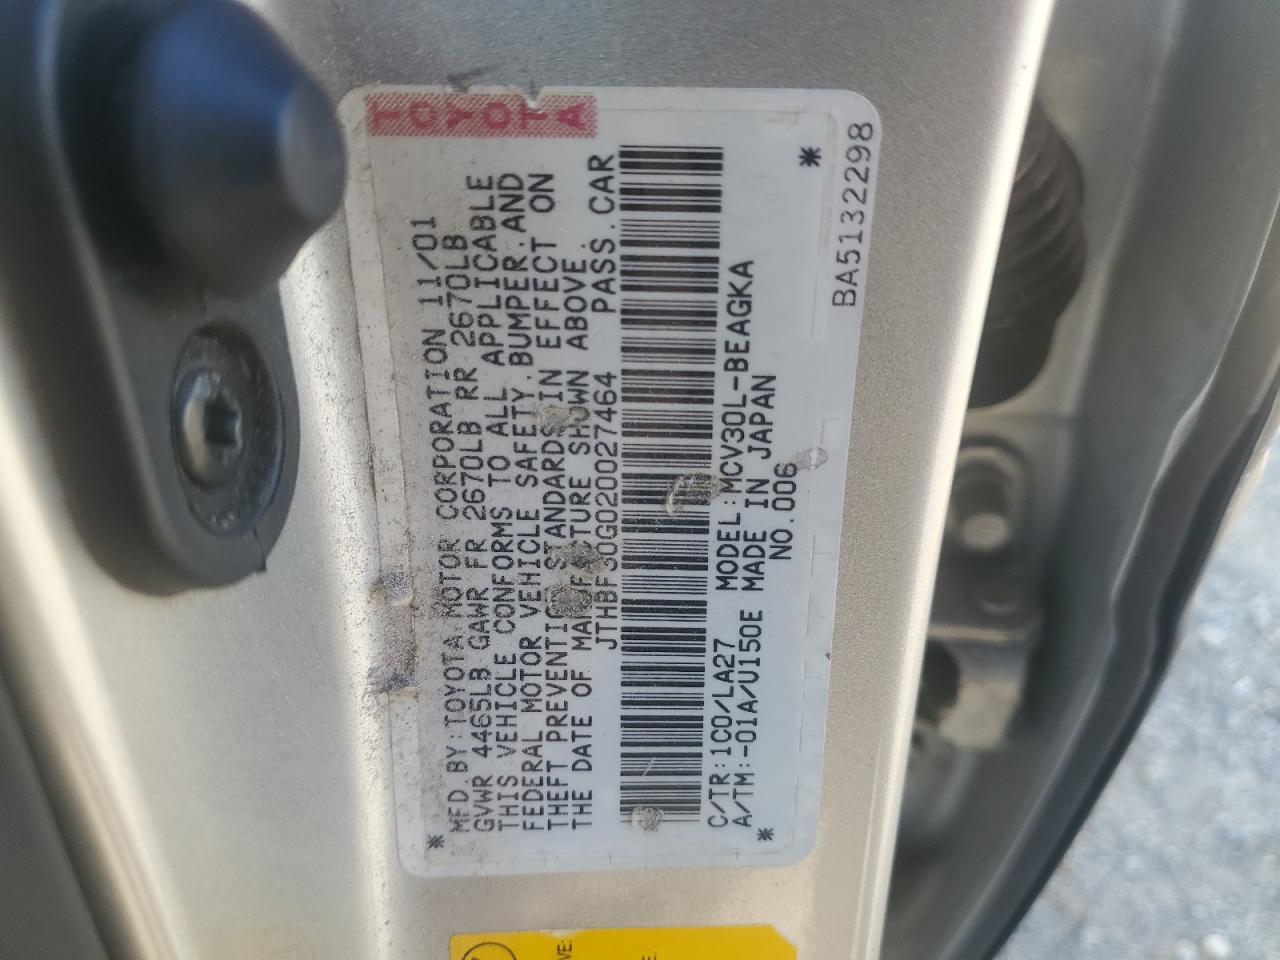 TOYOTA
MFD.BY:TOYOTA MOTOR CORPORATION 11/01
GVWR 4465LB GAWR FR 2670LB RR 2670LB
THIS VEHICLE CONFORMS TO ALL APPLICABLE
FEDERAL MOTOR VEHICLE SAFETY,BUMPER,AND
THEFT PREVENTION STANDARDS IN EFFECT ON
THE DATE OF MANUFACTURE SHOWN ABOVE.
JTHBF30G020027464 PASS.CAR
C/TR:1C0/LA27 MODEL:MCV30L-BEAGKA
A/TM:-01A/U150E MADE IN JAPAN
NO.006
BA5132298